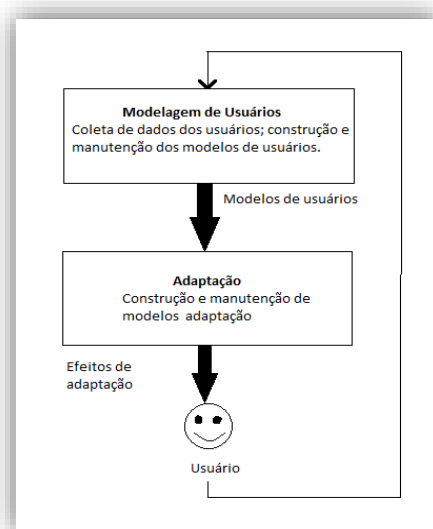 Modelagem de Usuários
Coleta de dados dos usuários; construção e
manutenção dos modelos de usuários.
Modelos de usuários
Adaptação
Construção e manutenção de
modelos adaptação
Efeitos de
adaptação
Usuário